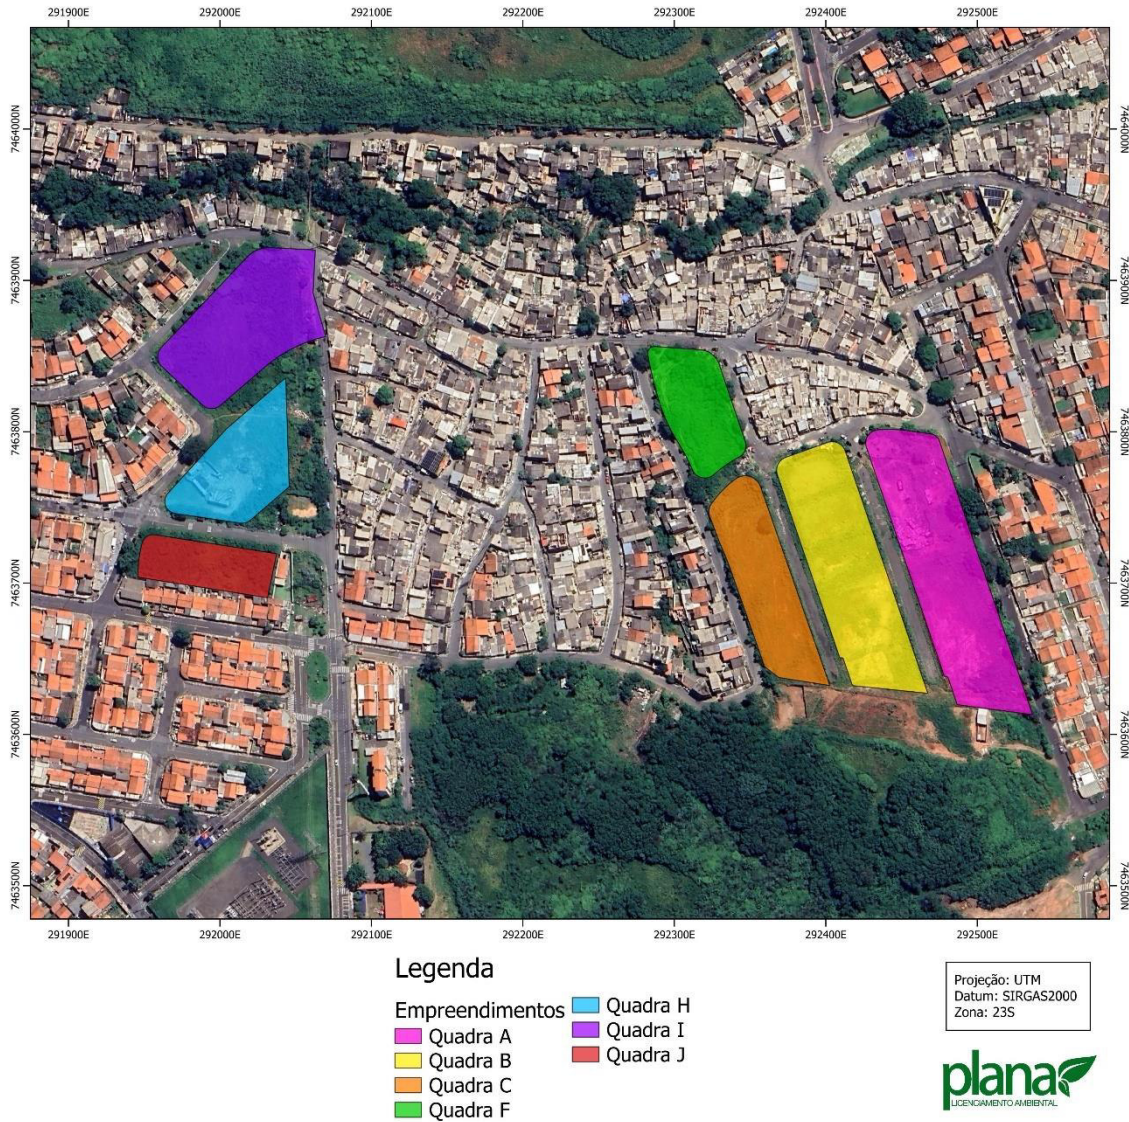 291900E 292000E 292100E 292200E 292300E 292400E 292500E
7464000N 7464000N
7463900N 7463900N
7463800N 7463800N
7463700N 7463700N
7463600N 7463600N
7463500N 7463500N
291900E 292000E 292100E 292200E 292300E 292400E 292500E
Legenda
Empreendimentos
Quadra A
Quadra B
Quadra C
Quadra F
Quadra H
Quadra I
Quadra J
Projeção: UTM
Datum: SIRGAS2000
Zona: 23S
plana
LICENCIAMENTO AMBIENTAL